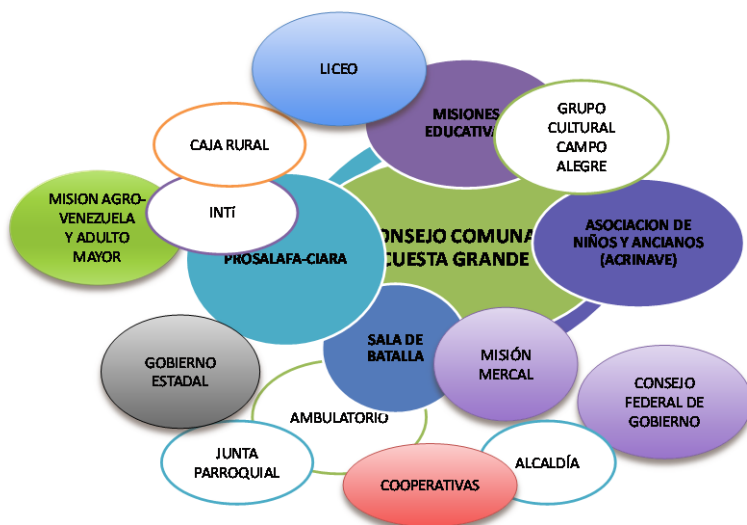 LICEO
MISIONES
EDUCATIVA
GRUPO
CULTURAL
CAMPO
ALEGRE
CAJA RURAL
MISION AGRO-
VENEZUELA
Y ADULTO
MAYOR
INTí
ASOCIACION DE
NIÑOS Y ANCIANOS
(ACRINAVE)
ONSEJO COMUNA
CUESTA GRANDE
PROSALAFA-CIARA
SALA DE
BATALLA
MISIÓN
MERCAL
GOBIERNO
ESTADAL
CONSEJO
FEDERAL DE
GOBIERNO
AMBULATORIO
JUNTA
PARROQUIAL
ALCALDÍA
COOPERATIVAS